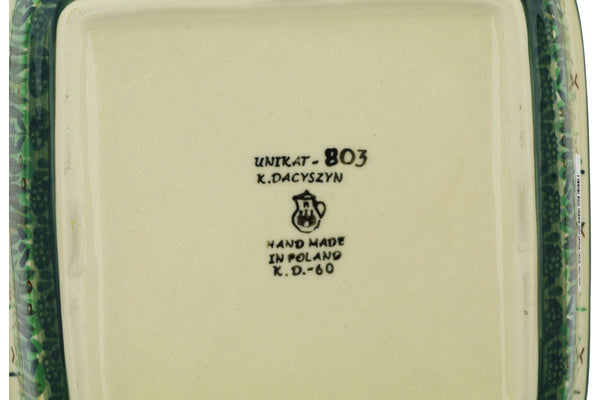 UNIKAT-803
K.DACYSZYN
HAND MADE
IN POLAND
K.D.-60